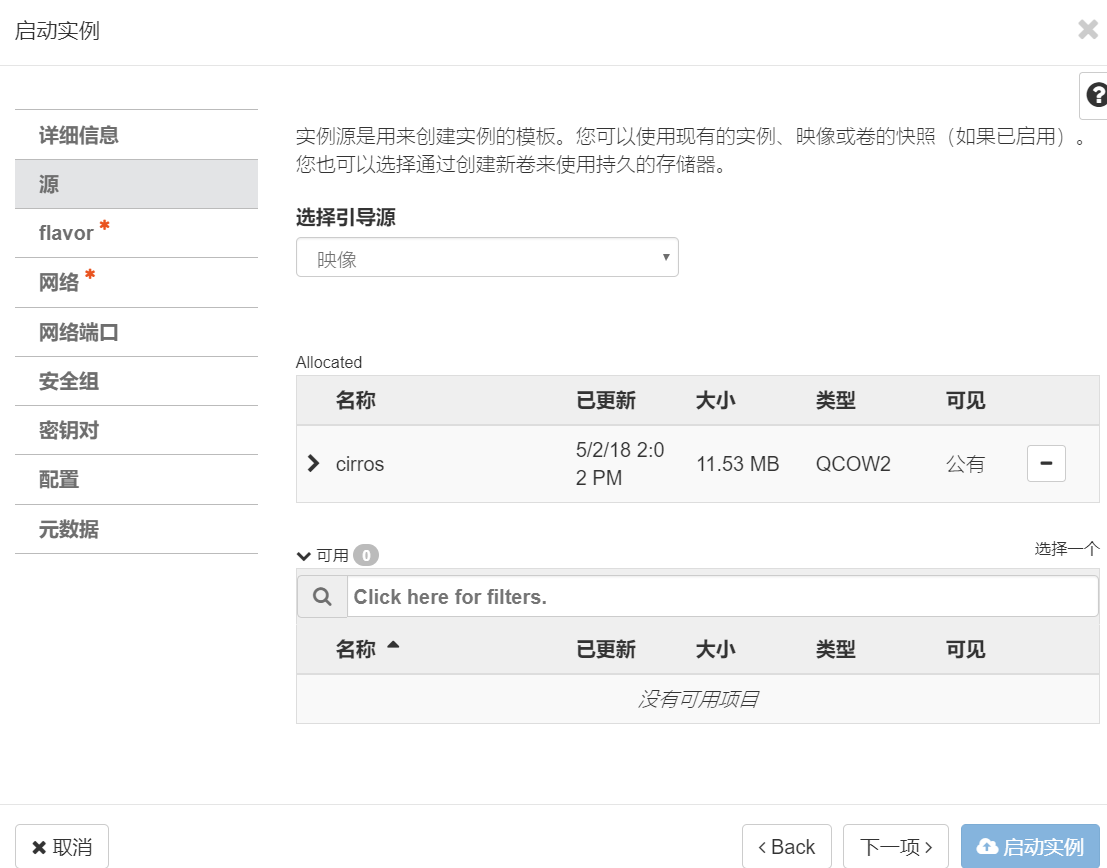 启动实例
详细信息
源
flavor *
网络 *
网络端口
安全组
密钥对
配置
元数据
实例源是用来创建实例的模板。您可以使用现有的实例、映像或卷的快照（如果已启用）。
您也可以选择通过创建新卷来使用持久的存储器。
选择引导源
映像
Allocated
名称 已更新 大小 类型 可见
cirros 5/2/18 2:0 11.53 MB QCOW2 公有
2 PM
可用 0 选择一个
Click here for filters.
名称 已更新 大小 类型 可见
没有可用项目
取消 Back 下一项 启动实例